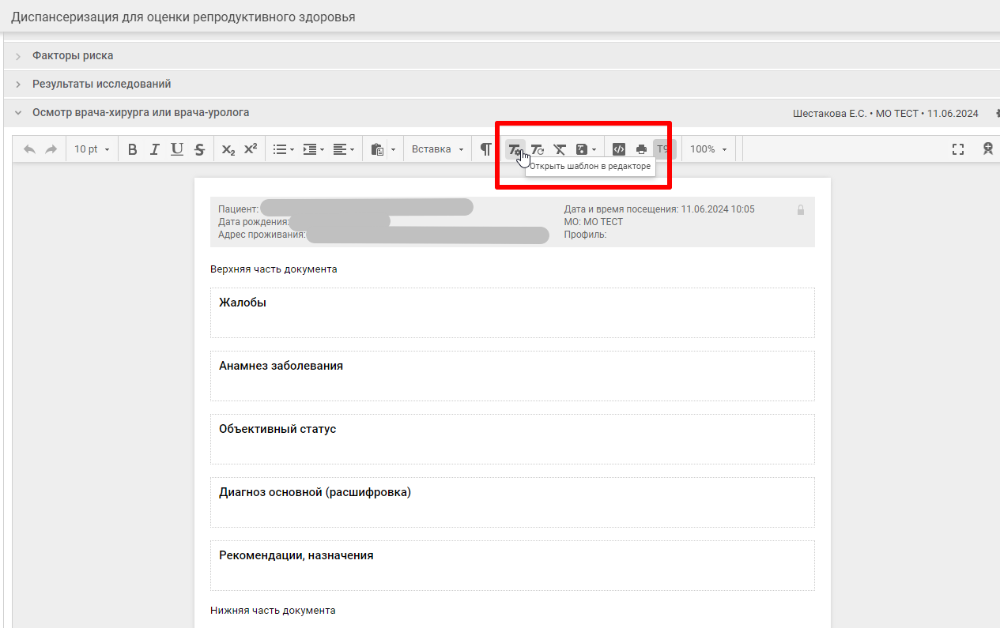 Диспансеризация для оценки репродуктивного здоровья
Факторы риска
Результаты исследований
Осмотр врача-хирурга или врача-уролога
Шестакова Е.С. • МО ТЕСТ • 11.06.2024
10 pt B I U S X₂ X² Вставка ¶ T9 100%
Открыть шаблон в редакторе
Пациент:
Дата рождения:
Адрес проживания:
Дата и время посещения: 11.06.2024 10:05
МО: МО ТЕСТ
Профиль:
Верхняя часть документа
Жалобы
Анамнез заболевания
Объективный статус
Диагноз основной (расшифровка)
Рекомендации, назначения
Нижняя часть документа